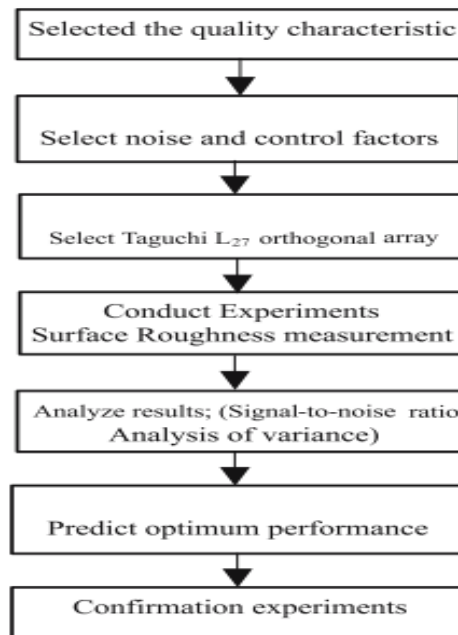 Selected the quality characteristic
Select noise and control factors
Select Taguchi L₂₇ orthogonal array
Conduct Experiments
Surface Roughness measurement
Analyze results; (Signal-to-noise ratio
Analysis of variance)
Predict optimum performance
Confirmation experiments